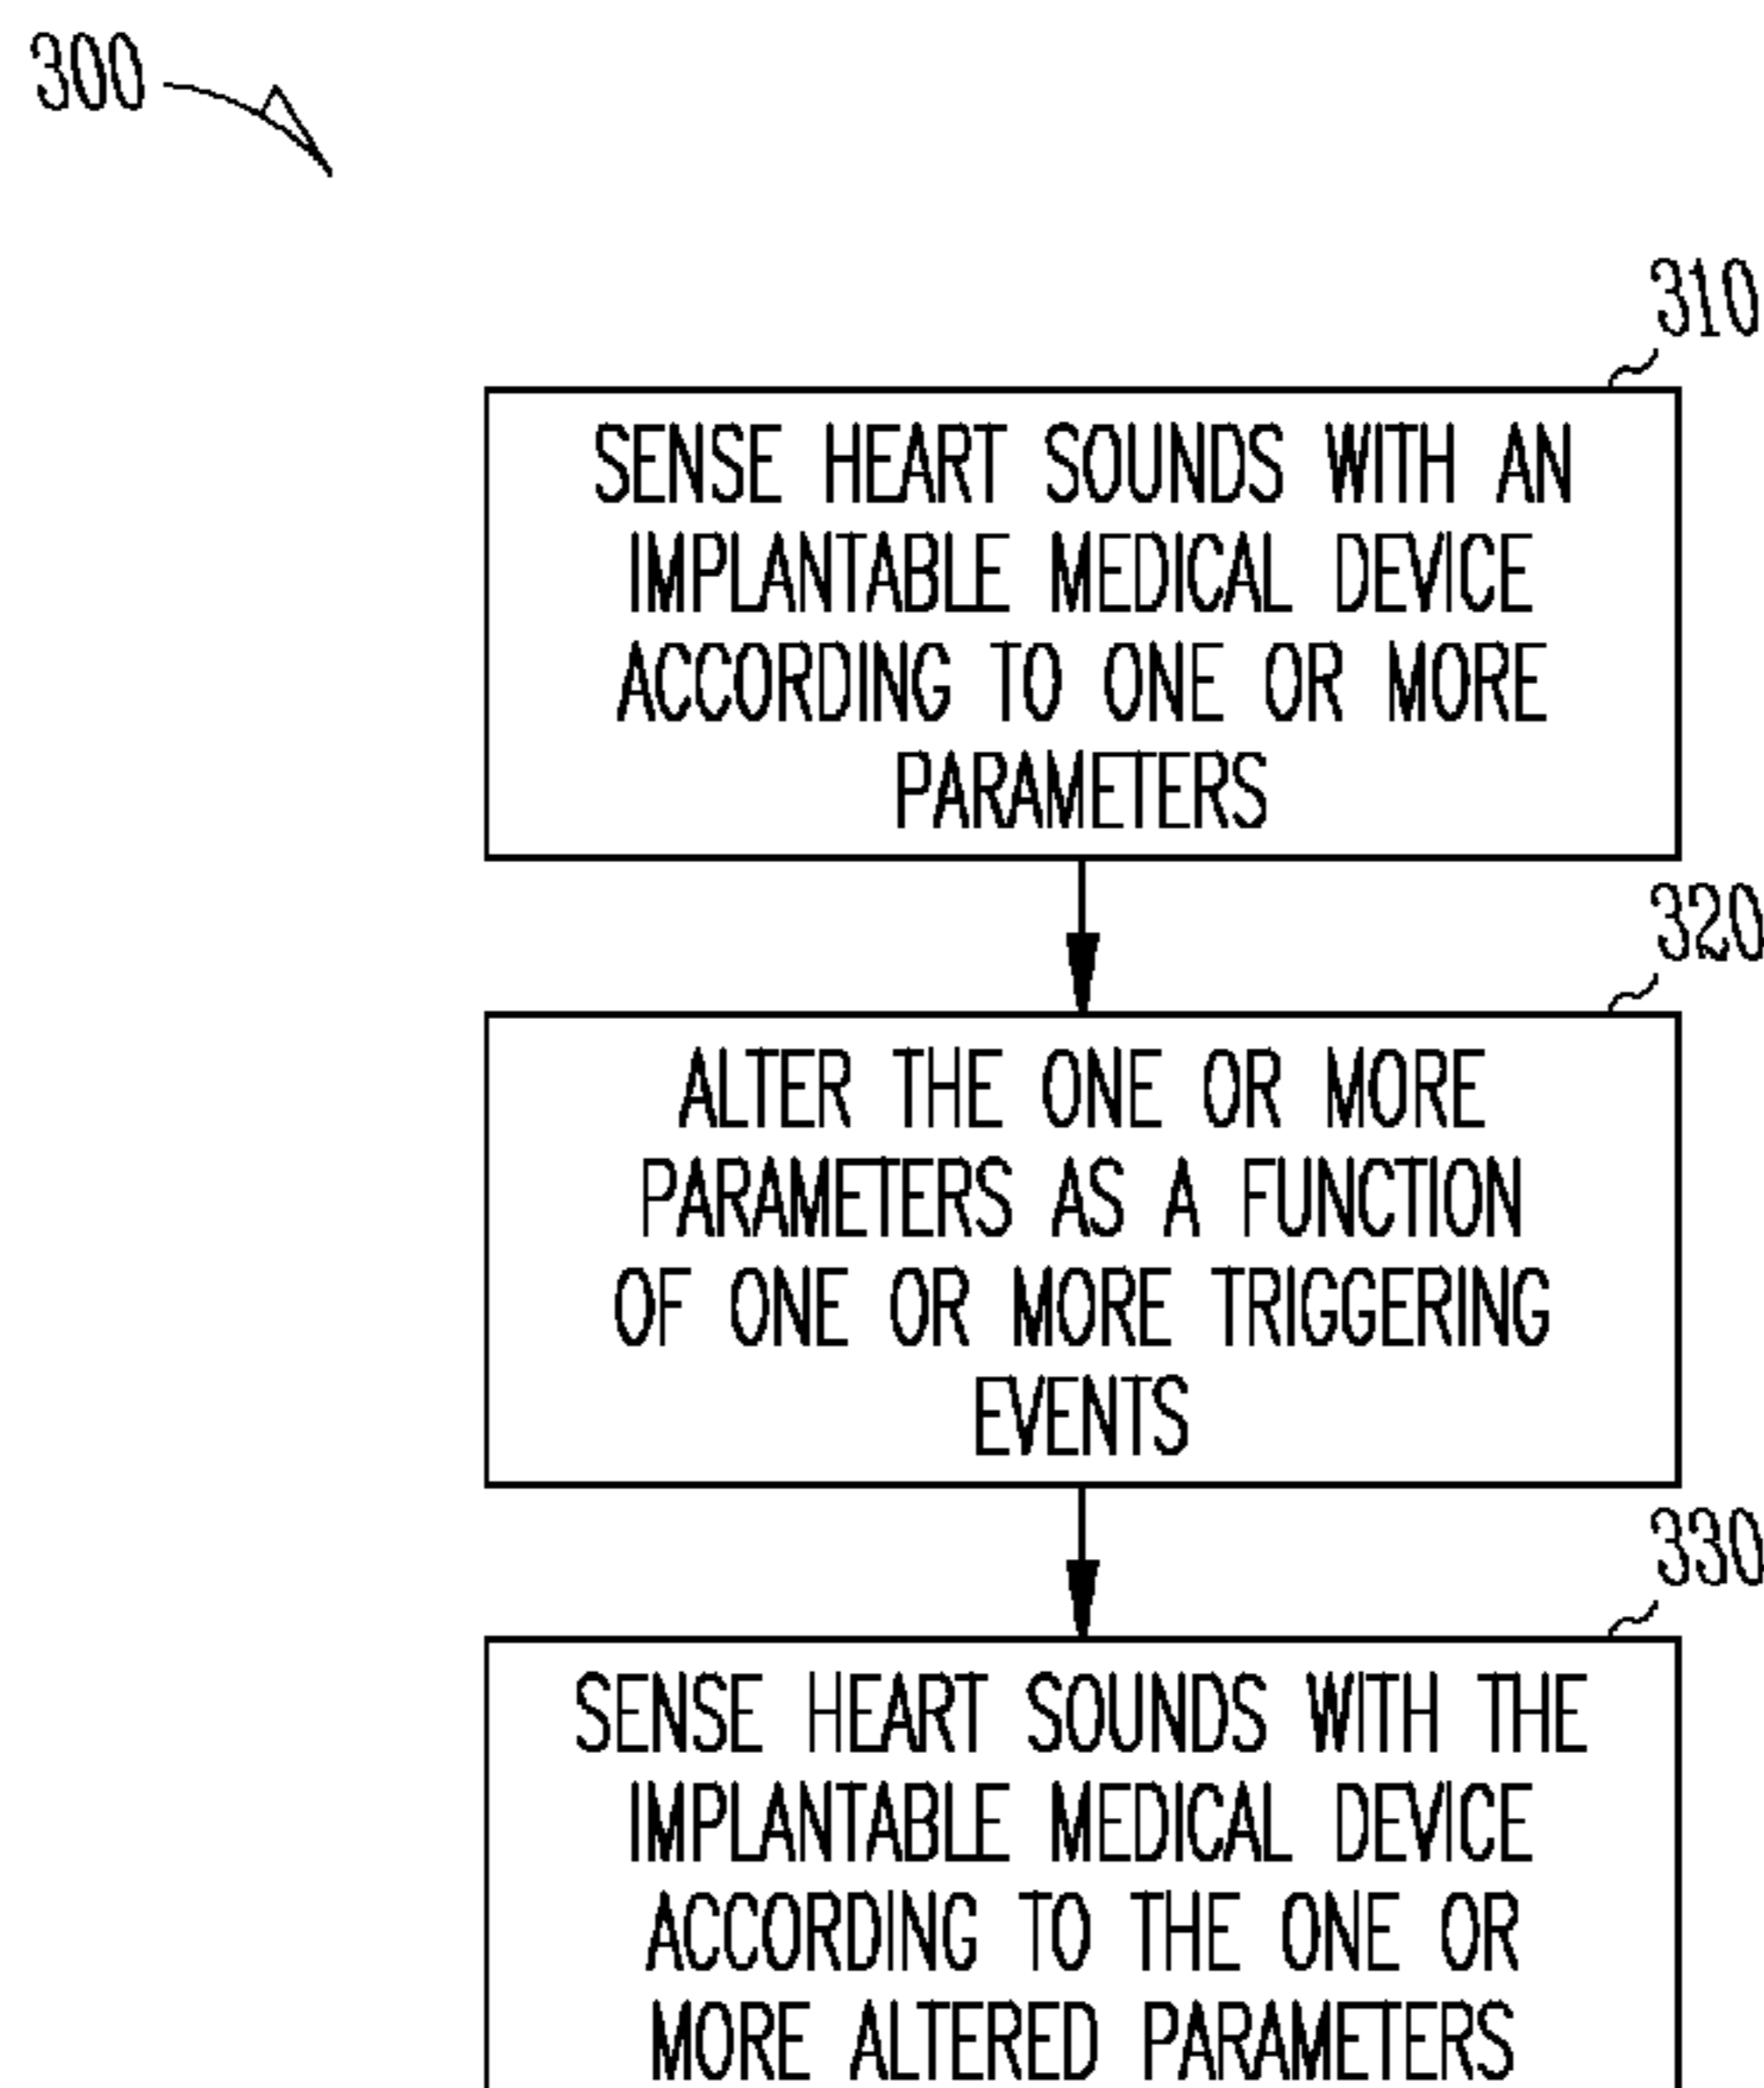 300
310
SENSE HEART SOUNDS WITH AN
IMPLANTABLE MEDICAL DEVICE
ACCORDING TO ONE OR MORE
PARAMETERS
320
ALTER THE ONE OR MORE
PARAMETERS AS A FUNCTION
OF ONE OR MORE TRIGGERING
EVENTS
330
SENSE HEART SOUNDS WITH THE
IMPLANTABLE MEDICAL DEVICE
ACCORDING TO THE ONE OR
MORE ALTERED PARAMETERS